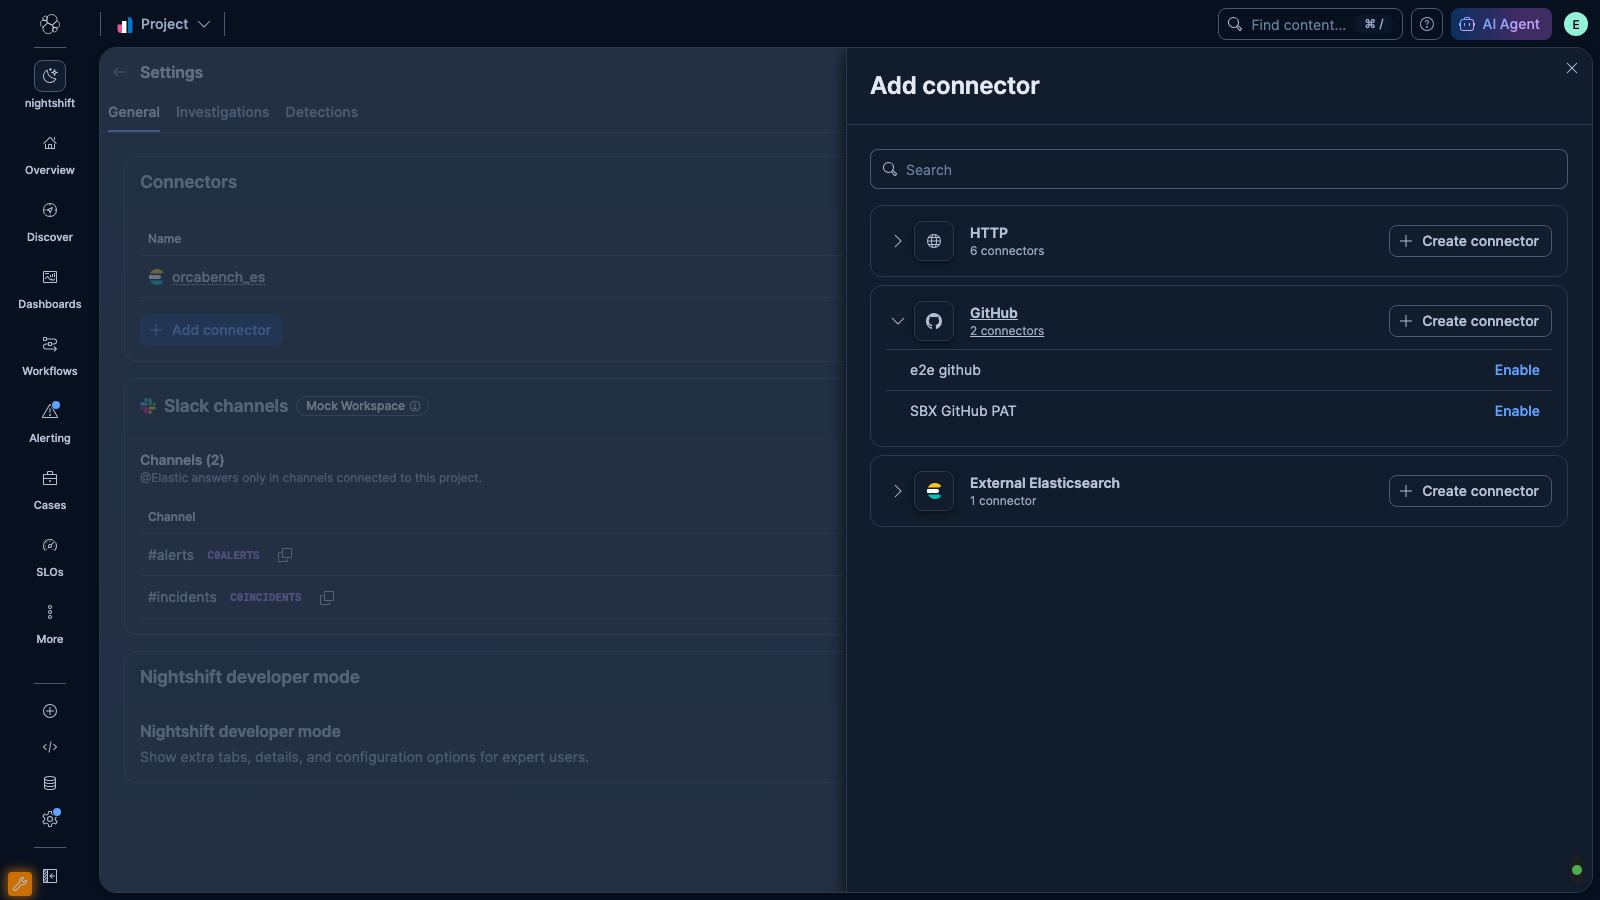 Project
Find content...
⌘ /
AI Agent
E
nightshift
Overview
Discover
Dashboards
Workflows
Alerting
Cases
SLOs
More
Settings
General
Investigations
Detections
Connectors
Name
orcabench_es
Add connector
Slack channels
Mock Workspace
Channels (2)
@Elastic answers only in channels connected to this project.
Channel
#alerts C0ALERTS
#incidents C0INCIDENTS
Nightshift developer mode
Nightshift developer mode
Show extra tabs, details, and configuration options for expert users.
Add connector
Search
HTTP
6 connectors
Create connector
GitHub
2 connectors
Create connector
e2e github
Enable
SBX GitHub PAT
Enable
External Elasticsearch
1 connector
Create connector